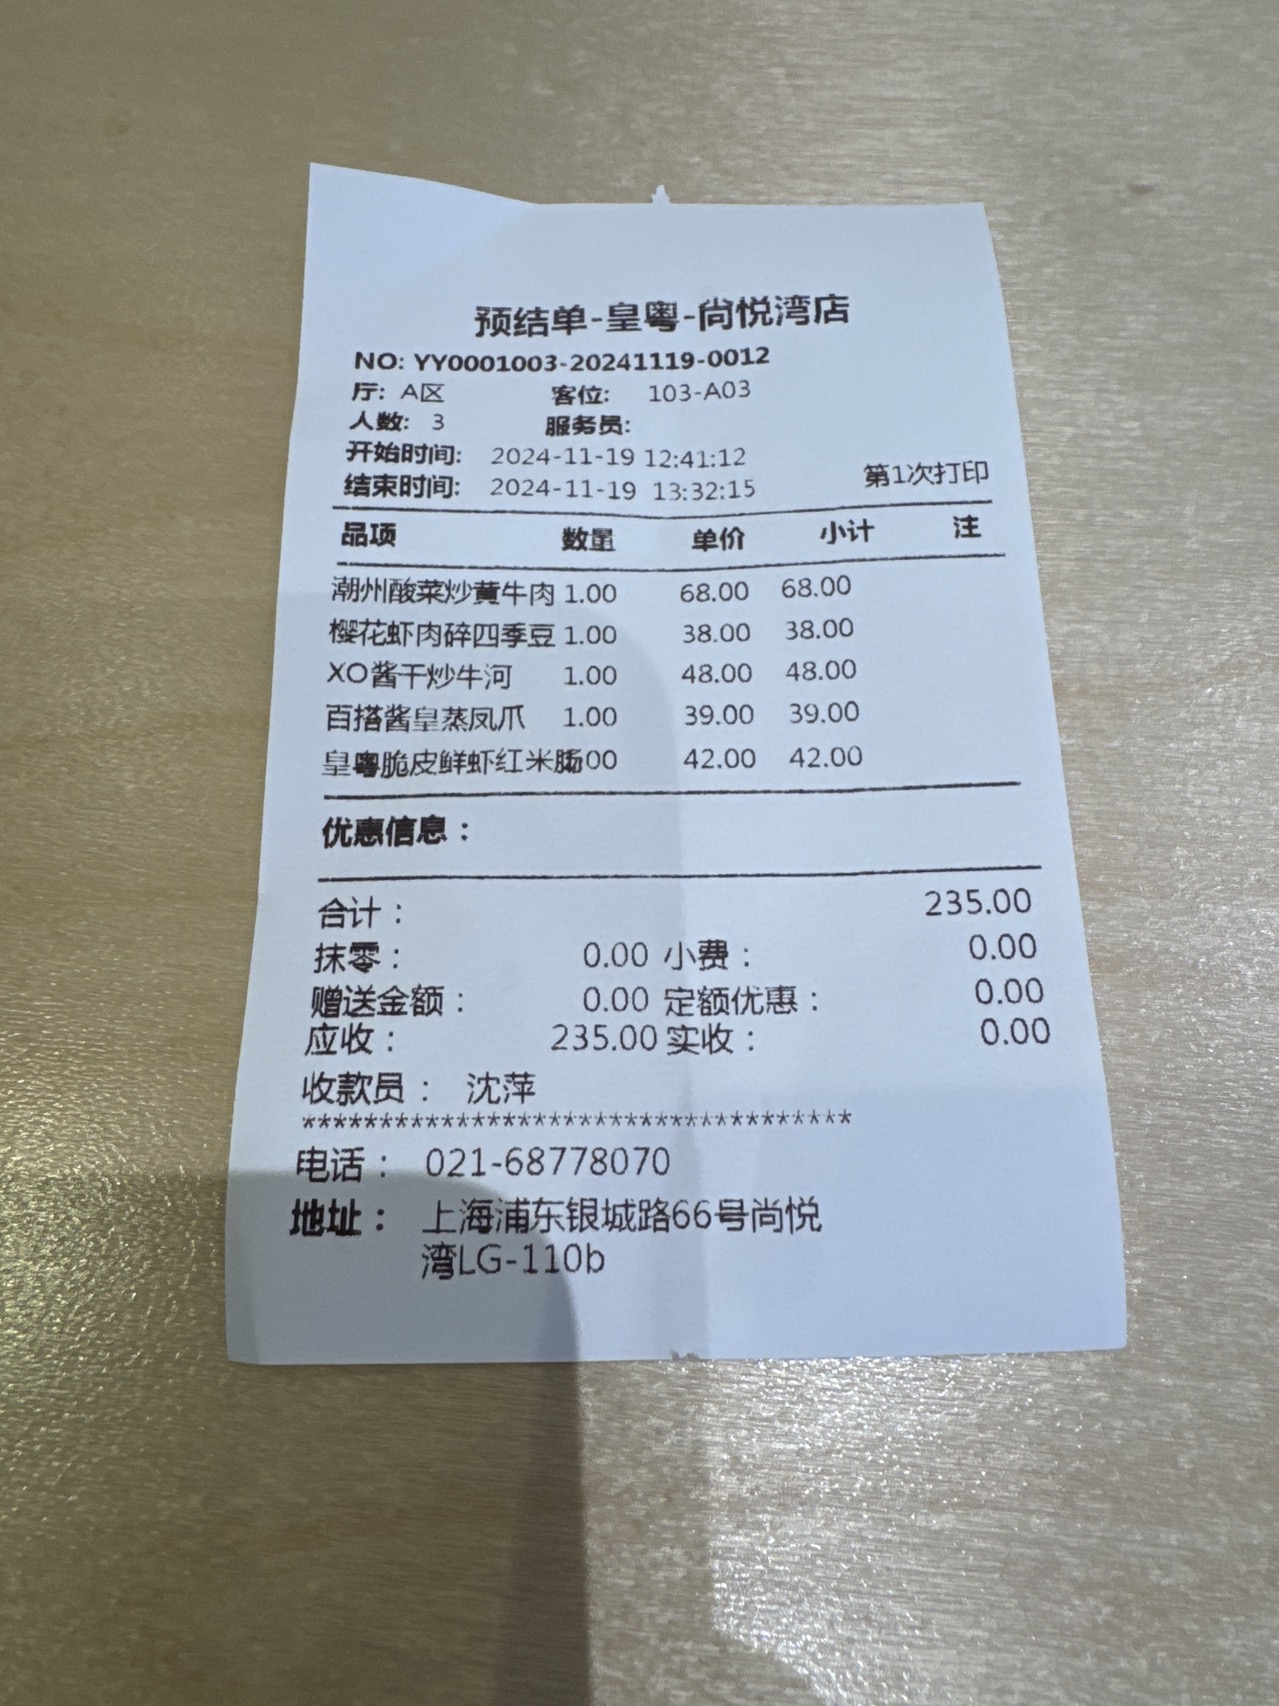 预结单-皇粤-尚悦湾店
NO: YY0001003-20241119-0012
厅: A区 客位: 103-A03
人数: 3 服务员:
开始时间: 2024-11-19 12:41:12
结束时间: 2024-11-19 13:32:15 第1次打印
品项 数量 单价 小计 注
潮州酸菜炒黄牛肉 1.00 68.00 68.00
樱花虾肉碎四季豆 1.00 38.00 38.00
XO酱干炒牛河 1.00 48.00 48.00
百搭酱皇蒸凤爪 1.00 39.00 39.00
皇粤脆皮鲜虾红米肠00 42.00 42.00
优惠信息：
合计： 235.00
抹零： 0.00 小费： 0.00
赠送金额： 0.00 定额优惠： 0.00
应收： 235.00 实收： 0.00
收款员： 沈萍
************************************
电话： 021-68778070
地址： 上海浦东银城路66号尚悦
湾LG-110b